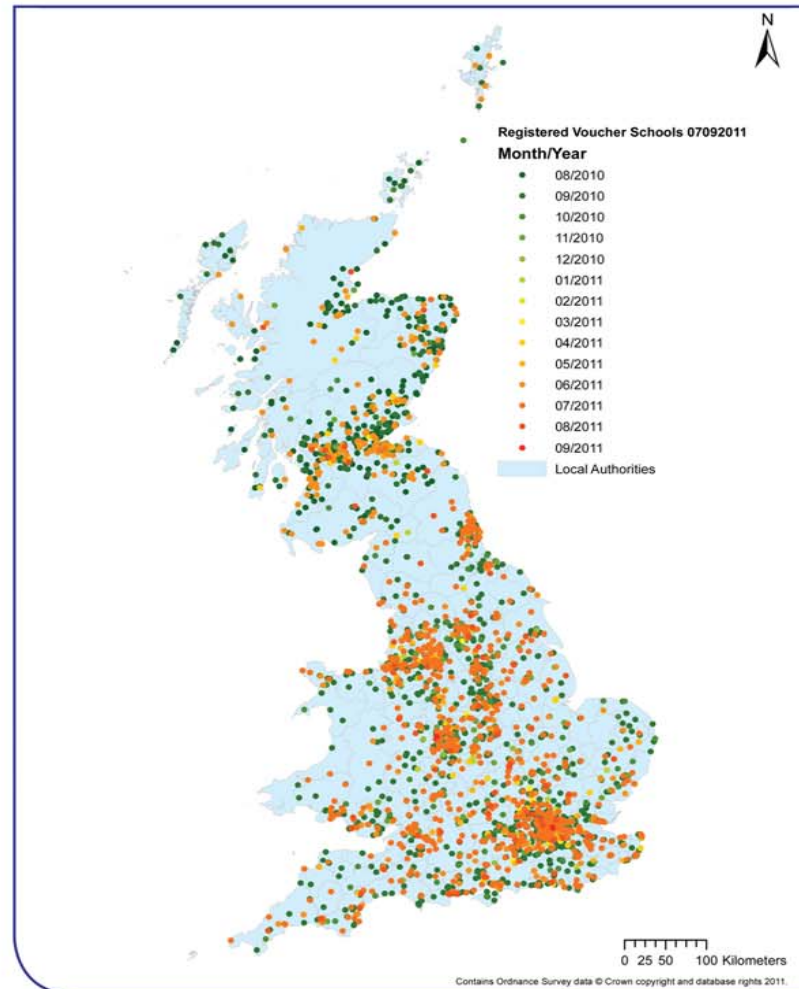 N
Registered Voucher Schools 07092011
Month/Year
08/2010
09/2010
10/2010
11/2010
12/2010
01/2011
02/2011
03/2011
04/2011
05/2011
06/2011
07/2011
08/2011
09/2011
Local Authorities
0 25 50 100 Kilometers
Contains Ordnance Survey data © Crown copyright and database rights 2011.